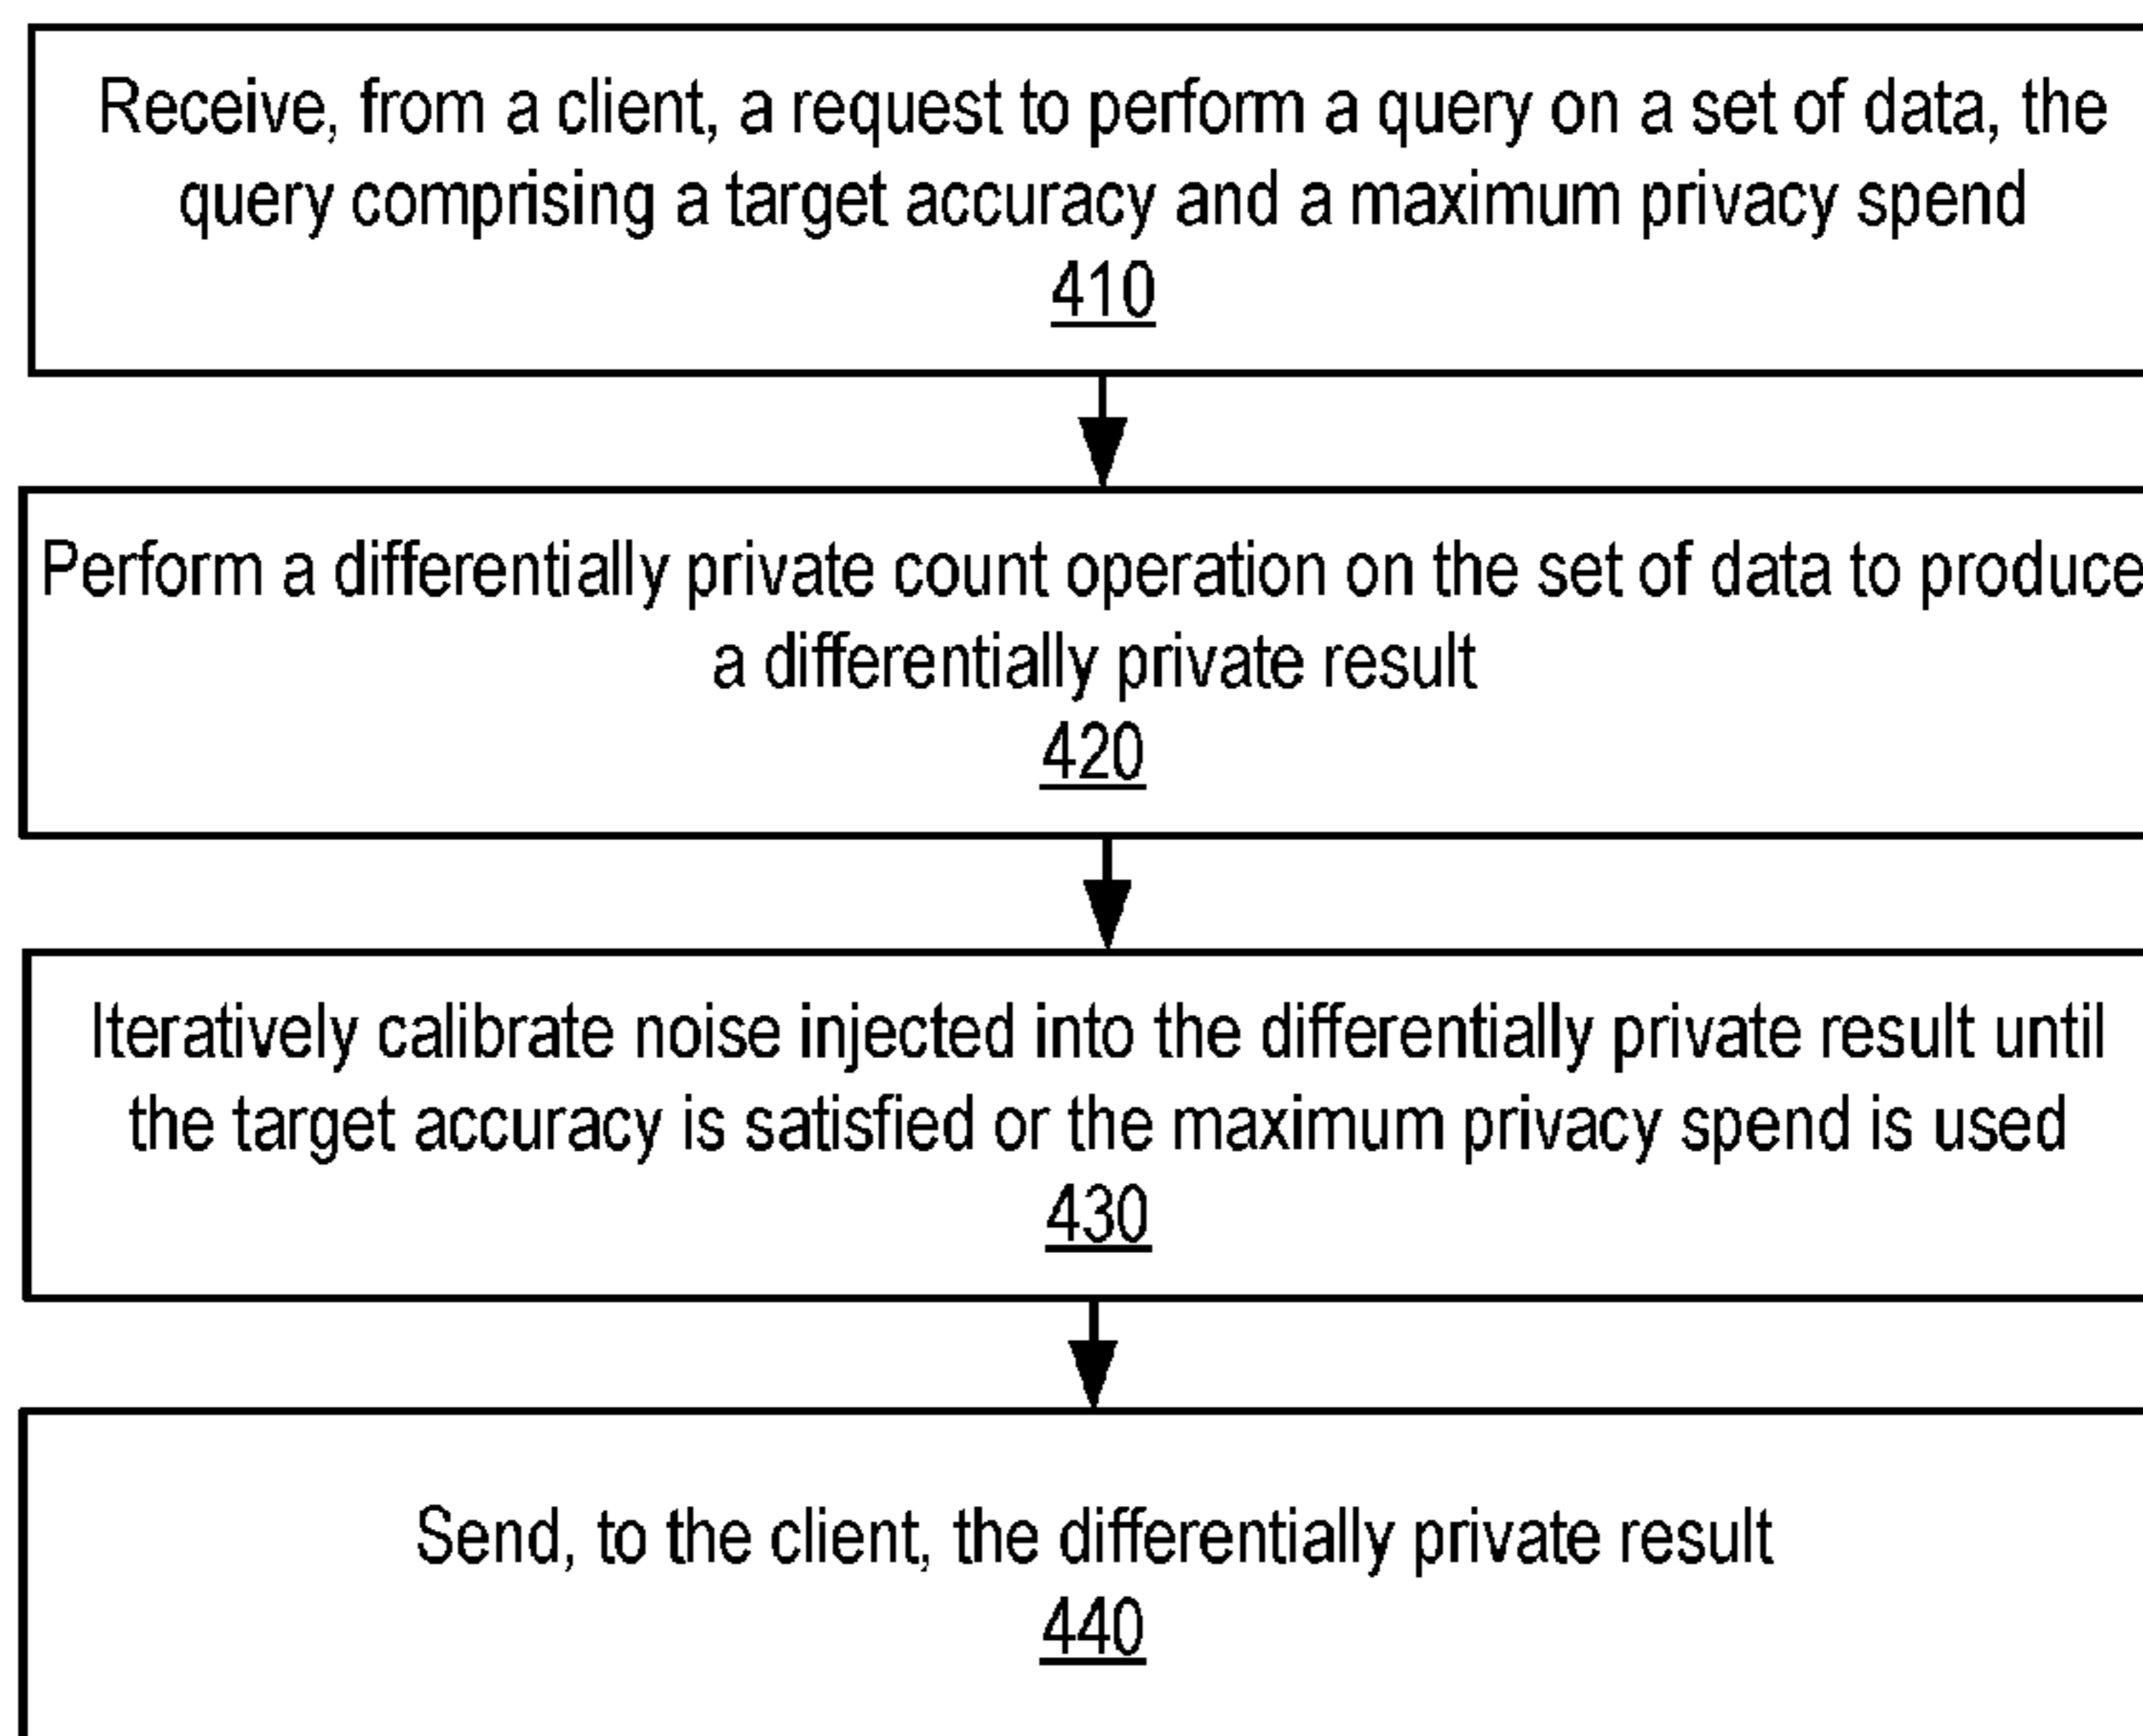 Receive, from a client, a request to perform a query on a set of data, the
query comprising a target accuracy and a maximum privacy spend
410
Perform a differentially private count operation on the set of data to produce
a differentially private result
420
Iteratively calibrate noise injected into the differentially private result until
the target accuracy is satisfied or the maximum privacy spend is used
430
Send, to the client, the differentially private result
440